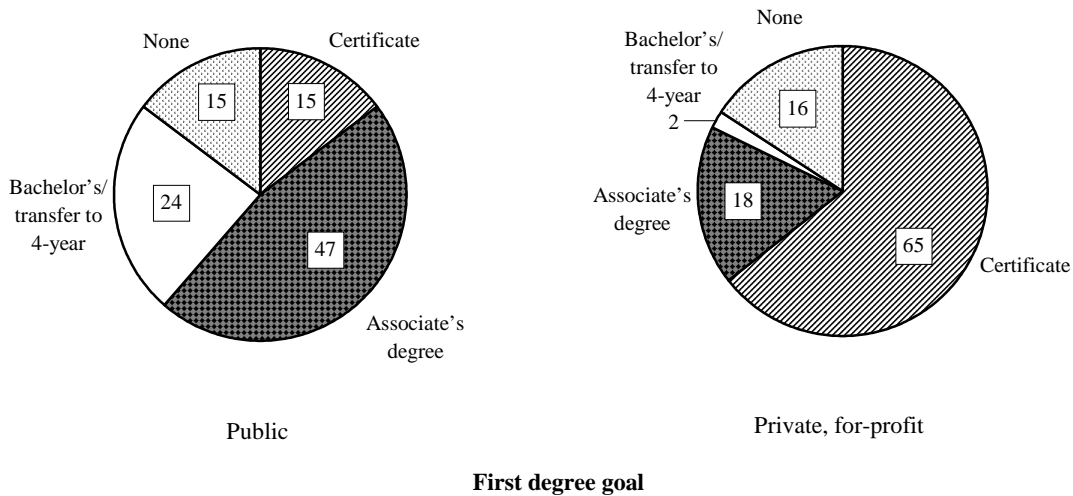 None
Certificate
15
15
Bachelor's/
transfer to
4-year
24
47
Associate's
degree
Public
None
Bachelor's/
transfer to
4-year
2
16
Associate's
degree
18
65
Certificate
Private, for-profit
First degree goal